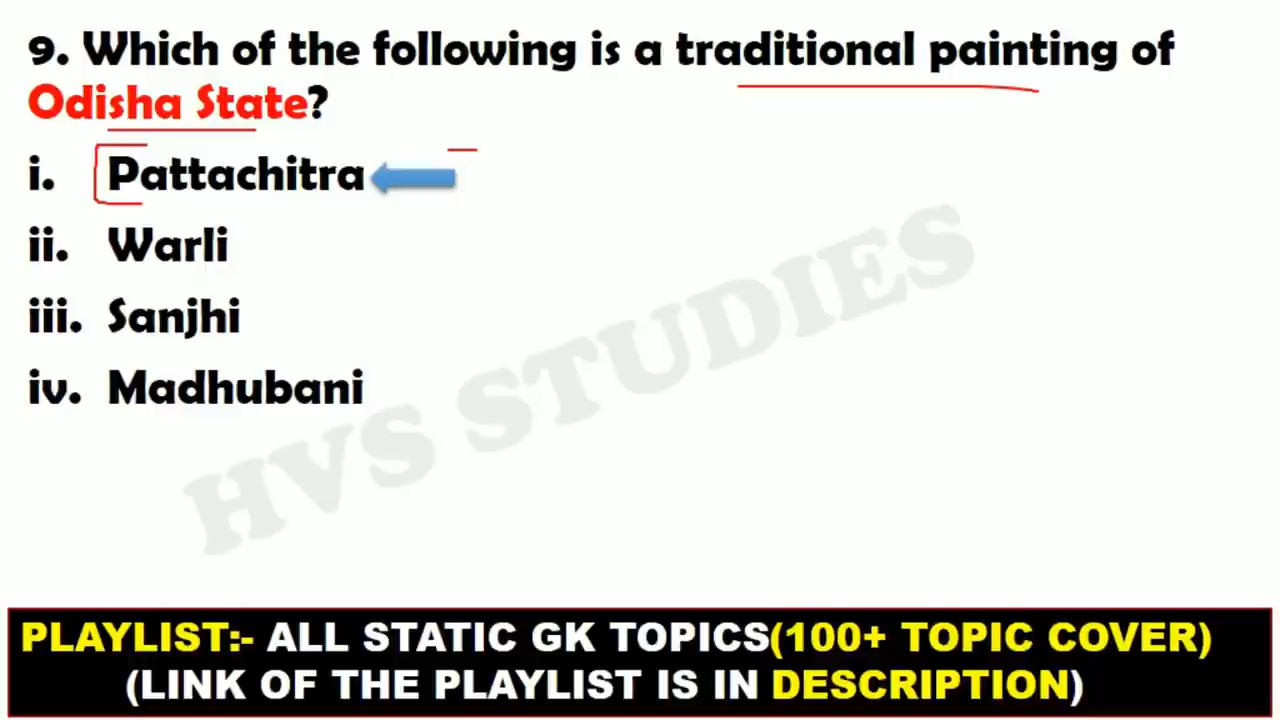 9. Which of the following is a traditional painting of
Odisha State?
i. Pattachitra
ii. Warli
iii. Sanjhi
iv. Madhubani
HVS STUDIES
PLAYLIST:- ALL STATIC GK TOPICS(100+ TOPIC COVER)
(LINK OF THE PLAYLIST IS IN DESCRIPTION)